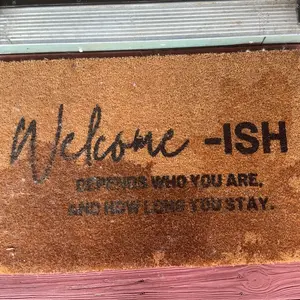 Welcome -ISH
DEPENDS WHO YOU ARE,
AND HOW LONG YOU STAY.